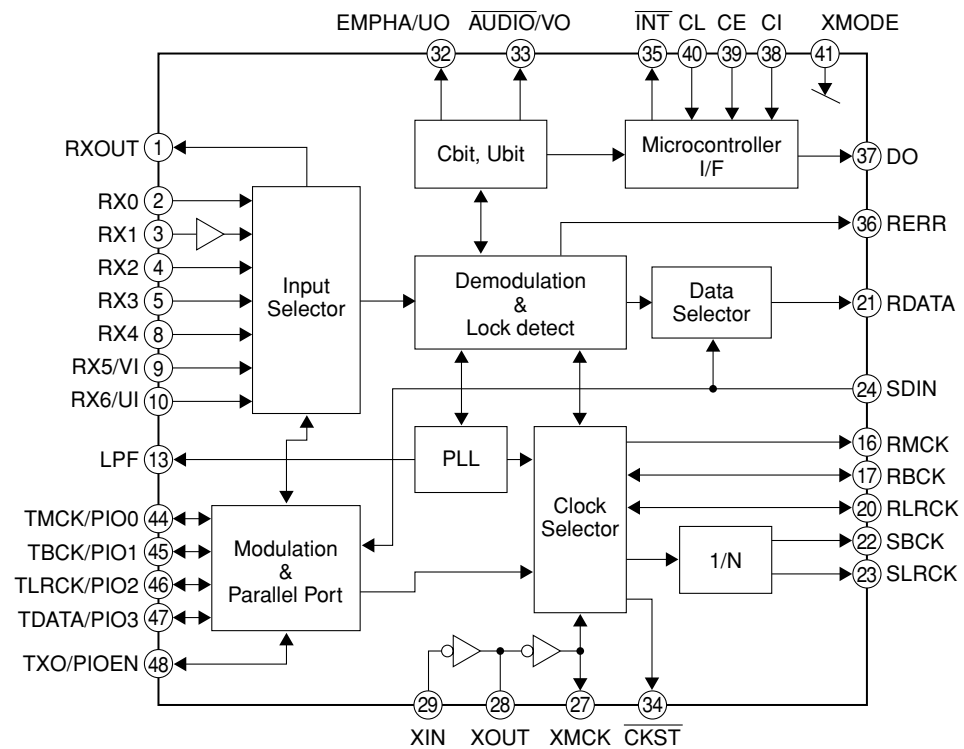 EMPHA/UO A̅U̅D̅I̅O̅/VO I̅N̅T̅ CL CE CI XMODE
32 33 35 40 39 38 41
RXOUT 1
Cbit, Ubit
Microcontroller
I/F
37 DO
RX0 2
RX1 3
RX2 4
RX3 5
RX4 8
RX5/VI 9
RX6/UI 10
Input
Selector
36 RERR
Demodulation
&
Lock detect
Data
Selector
21 RDATA
24 SDIN
LPF 13
PLL
Clock
Selector
16 RMCK
17 RBCK
20 RLRCK
22 SBCK
23 SLRCK
1/N
TMCK/PIO0 44
TBCK/PIO1 45
TLRCK/PIO2 46
TDATA/PIO3 47
TXO/PIOEN 48
Modulation
&
Parallel Port
29 28 27 34
XIN XOUT XMCK C̅K̅S̅T̅